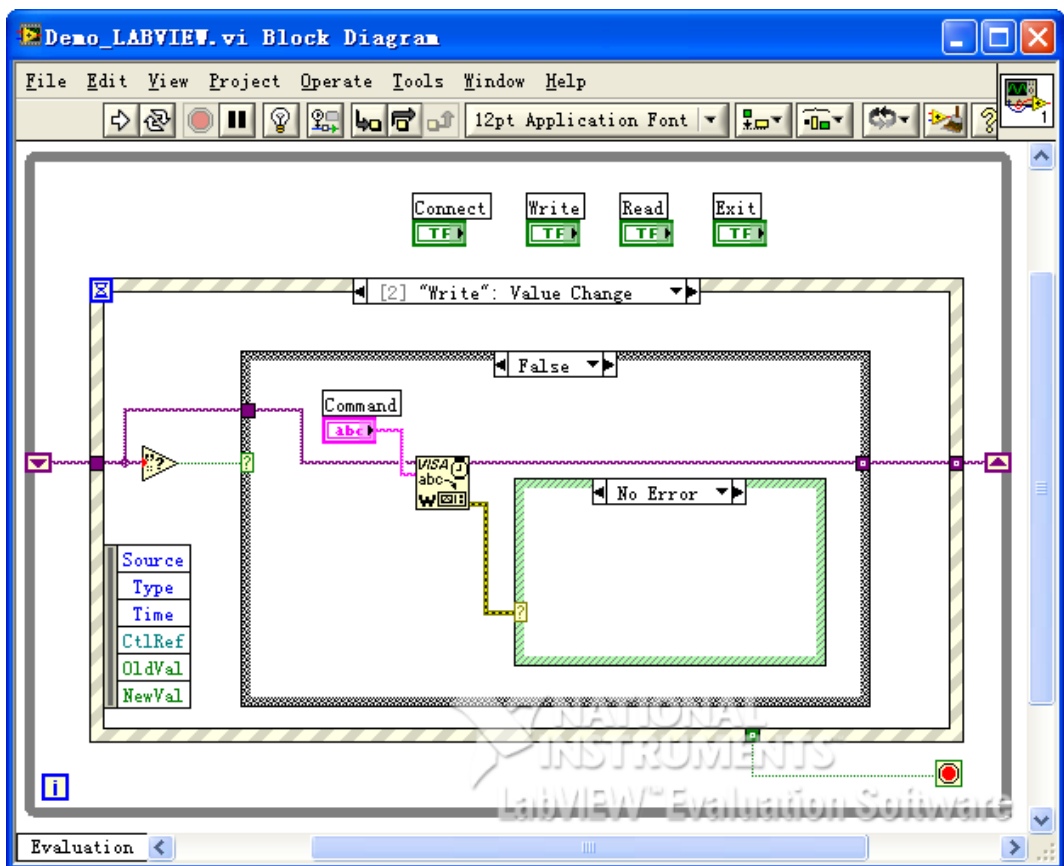 Demo_LABVIEW.vi Block Diagram
File Edit View Project Operate Tools Window Help
12pt Application Font
1
Connect Write Read Exit
TF TF TF TF
[2] "Write": Value Change
False
Command
abc
"?
VISA
abc
W
?
No Error
?
Source
Type
Time
CtlRef
OldVal
NewVal
NATIONAL
INSTRUMENTS
i
LabVIEW™ Evaluation Software
Evaluation